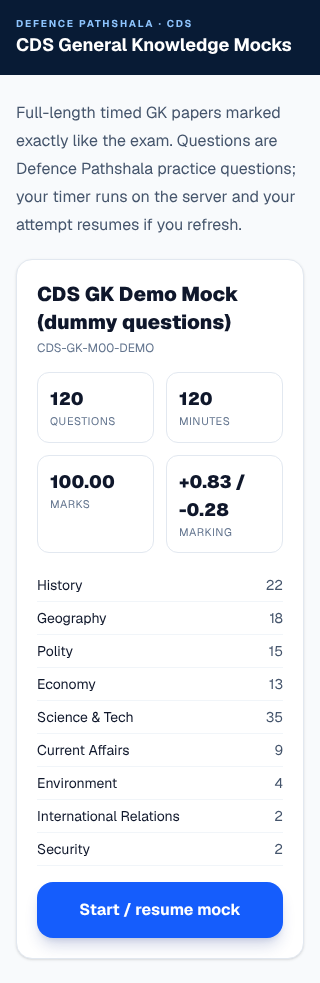 DEFENCE PATHSHALA · CDS
CDS General Knowledge Mocks
Full-length timed GK papers marked
exactly like the exam. Questions are
Defence Pathshala practice questions;
your timer runs on the server and your
attempt resumes if you refresh.
CDS GK Demo Mock
(dummy questions)
CDS-GK-M00-DEMO
120
QUESTIONS
120
MINUTES
100.00
MARKS
+0.83 /
-0.28
MARKING
History 22
Geography 18
Polity 15
Economy 13
Science & Tech 35
Current Affairs 9
Environment 4
International Relations 2
Security 2
Start / resume mock